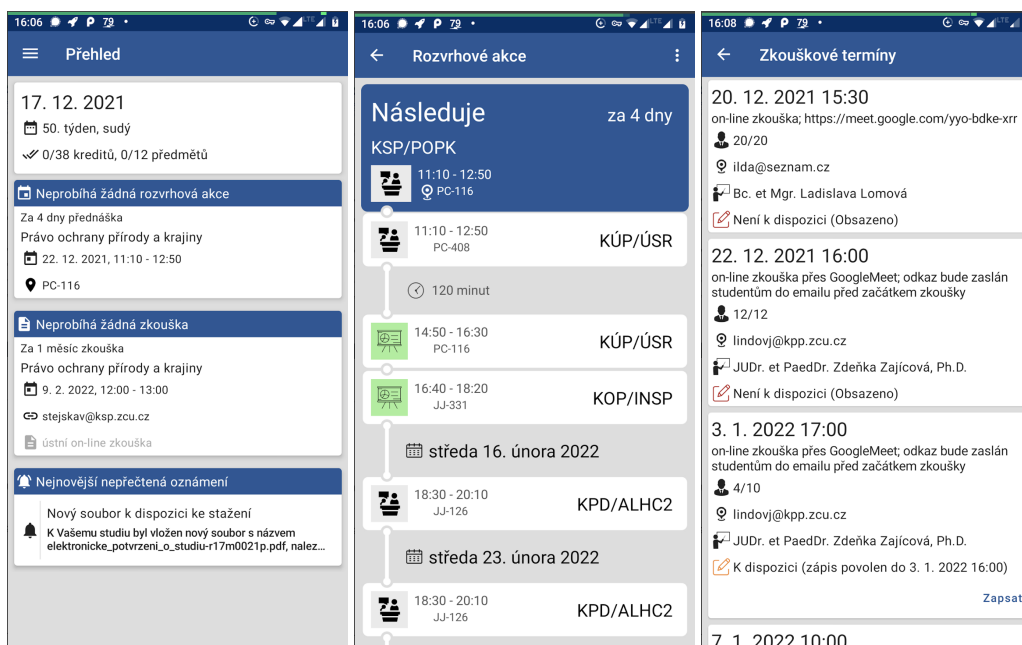 16:06 79 • LTE
Přehled
17. 12. 2021
50. týden, sudý
0/38 kreditů, 0/12 předmětů
Neprobíhá žádná rozvrhová akce
Za 4 dny přednáška
Právo ochrany přírody a krajiny
22. 12. 2021, 11:10 - 12:50
PC-116
Neprobíhá žádná zkouška
Za 1 měsíc zkouška
Právo ochrany přírody a krajiny
9. 2. 2022, 12:00 - 13:00
stejskav@ksp.zcu.cz
ústní on-line zkouška
Nejnovější nepřečtená oznámení
Nový soubor k dispozici ke stažení
K Vašemu studiu byl vložen nový soubor s názvem
elektronicke_potvrzeni_o_studiu-r17m0021p.pdf, nalez...
16:06 79 • LTE
Rozvrhové akce
Následuje za 4 dny
KSP/POPK
11:10 - 12:50
PC-116
11:10 - 12:50
PC-408
KÚP/ÚSR
120 minut
14:50 - 16:30
PC-116
KÚP/ÚSR
16:40 - 18:20
JJ-331
KOP/INSP
středa 16. února 2022
18:30 - 20:10
JJ-126
KPD/ALHC2
středa 23. února 2022
18:30 - 20:10
JJ-126
KPD/ALHC2
16:08 79 • LTE
Zkouškové termíny
20. 12. 2021 15:30
on-line zkouška; https://meet.google.com/yyo-bdke-xrr
20/20
ilda@seznam.cz
Bc. et Mgr. Ladislava Lomová
Není k dispozici (Obsazeno)
22. 12. 2021 16:00
on-line zkouška přes GoogleMeet; odkaz bude zaslán
studentům do emailu před začátkem zkoušky
12/12
lindovj@kpp.zcu.cz
JUDr. et PaedDr. Zdeňka Zajícová, Ph.D.
Není k dispozici (Obsazeno)
3. 1. 2022 17:00
on-line zkouška přes GoogleMeet; odkaz bude zaslán
studentům do emailu před začátkem zkoušky
4/10
lindovj@kpp.zcu.cz
JUDr. et PaedDr. Zdeňka Zajícová, Ph.D.
K dispozici (zápis povolen do 3. 1. 2022 16:00)
Zapsat
7. 1. 2022 10:00